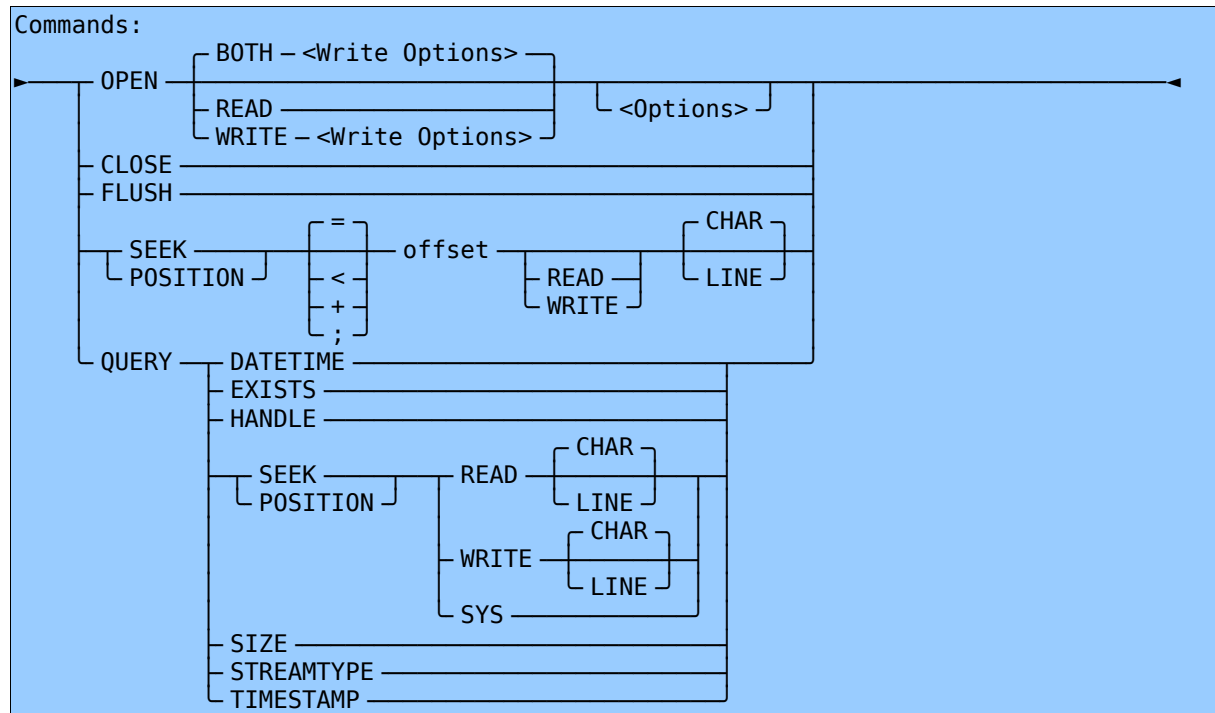 Commands:
BOTH <Write Options>
OPEN
READ <Options>
WRITE <Write Options>
CLOSE
FLUSH
= CHAR
SEEK offset
POSITION < READ LINE
+ WRITE
;
QUERY DATETIME
EXISTS
HANDLE
CHAR
SEEK READ
POSITION LINE
CHAR
WRITE
LINE
SYS
SIZE
STREAMTYPE
TIMESTAMP